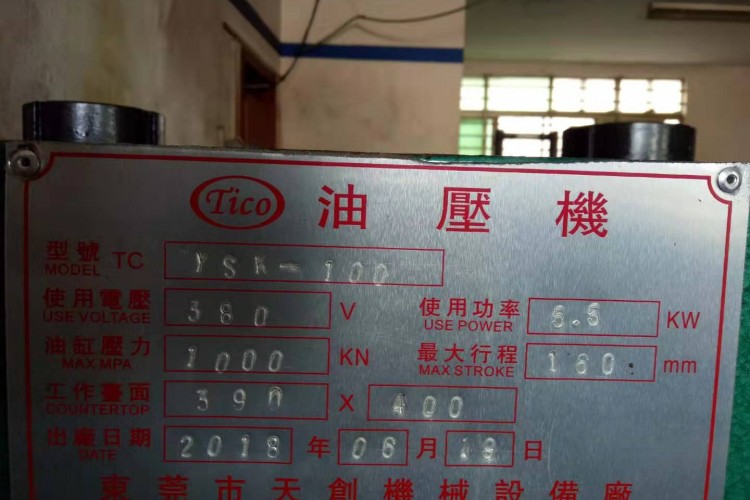 Tico 油壓機
型號 MODEL TC YSK-100
使用電壓 USE VOLTAGE 380 V 使用功率 USE POWER 5.5 KW
油缸壓力 MAX MPA 1000 KN 最大行程 MAX STROKE 160 mm
工作臺面 COUNTERTOP 390 X 400
出廠日期 DATE 2018 年 06 月 19 日
東莞市天創機械設備廠